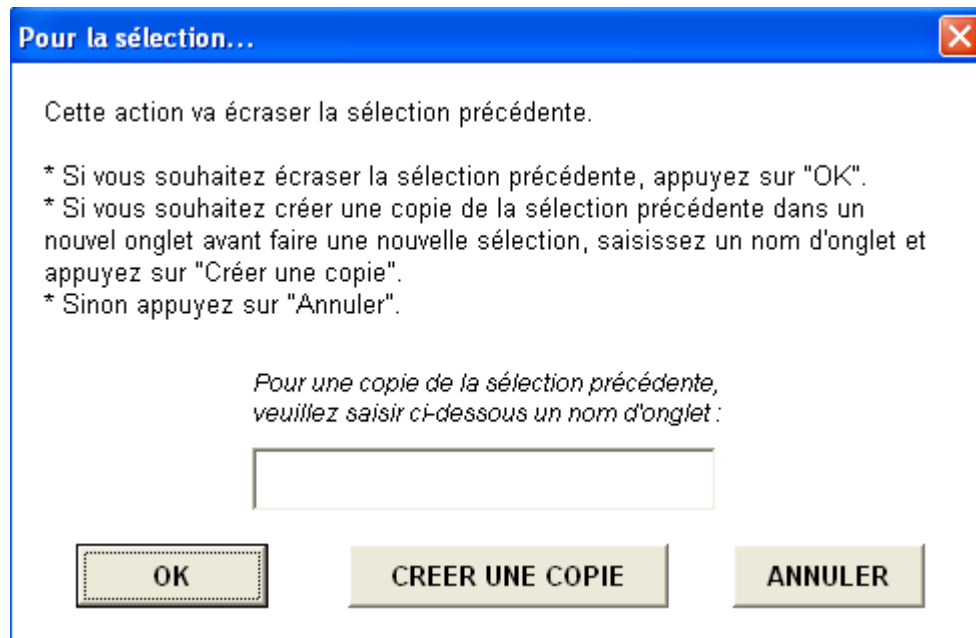 Pour la sélection...
Cette action va écraser la sélection précédente.
* Si vous souhaitez écraser la sélection précédente, appuyez sur "OK".
* Si vous souhaitez créer une copie de la sélection précédente dans un
nouvel onglet avant faire une nouvelle sélection, saisissez un nom d'onglet et
appuyez sur "Créer une copie".
* Sinon appuyez sur "Annuler".
Pour une copie de la sélection précédente,
veuillez saisir ci-dessous un nom d'onglet :
OK CREER UNE COPIE ANNULER